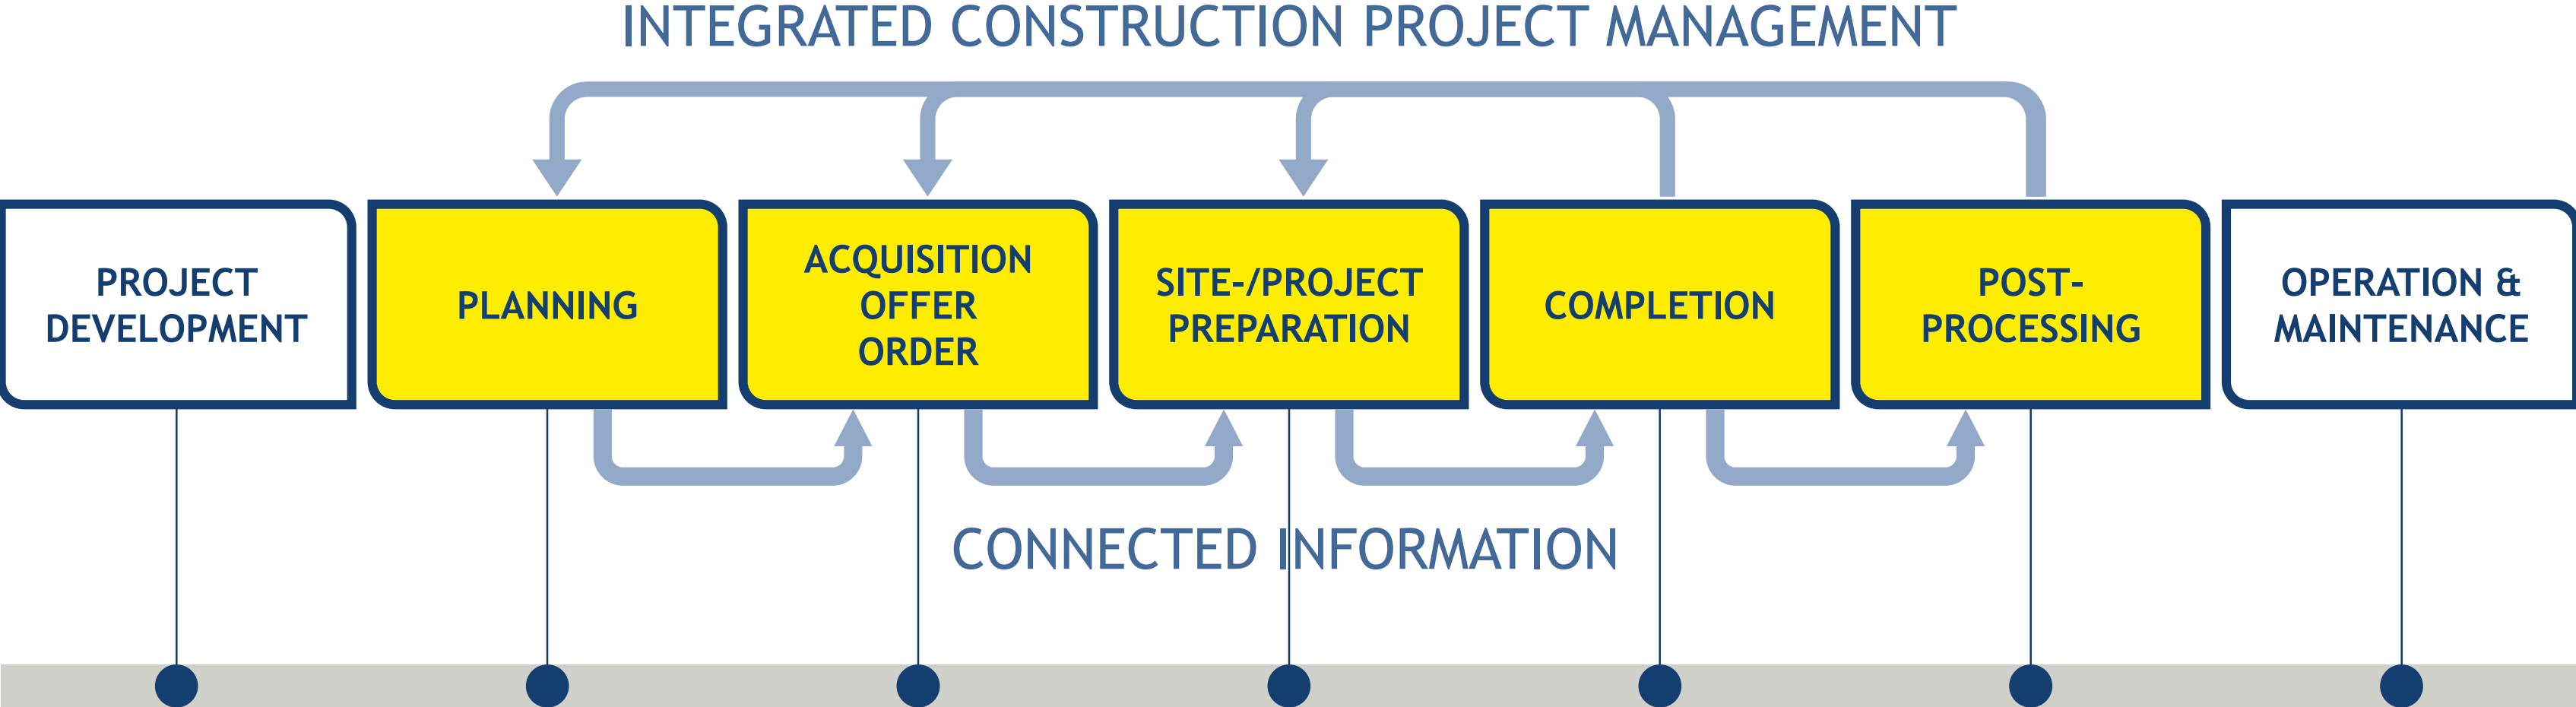 INTEGRATED CONSTRUCTION PROJECT MANAGEMENT
PROJECT
DEVELOPMENT
PLANNING
ACQUISITION
OFFER
ORDER
SITE-/PROJECT
PREPARATION
COMPLETION
POST-
PROCESSING
OPERATION &
MAINTENANCE
CONNECTED INFORMATION